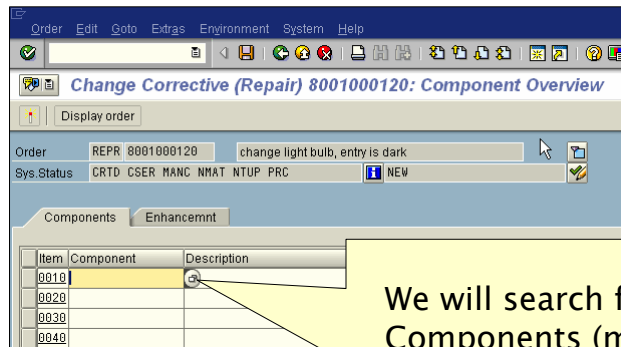 Order Edit Goto Extras Environment System Help
Change Corrective (Repair) 8001000120: Component Overview
Display order
Order REPR 8001000120 change light bulb, entry is dark
Sys.Status CRTD CSER MANC NMAT NTUP PRC NEW
Components Enhancemnt
Item Component Description
0010
0020
0030
0040
We will search f
Components (m